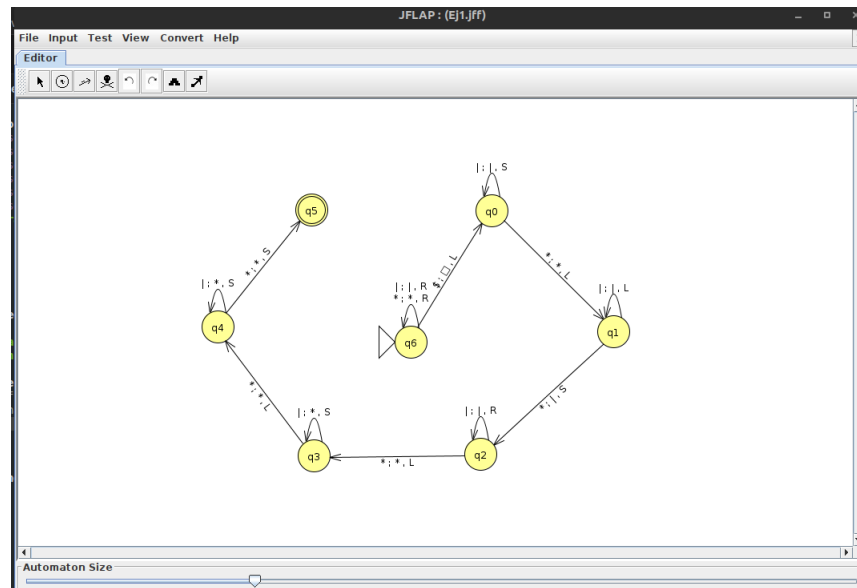 JFLAP : (Ej1.jff)
File Input Test View Convert Help
Editor
|; |, S
q5
q0
*; *, S
*; *, L
|; *, S
|; |, R
*; *, R
$; □, L
|; |, L
q4
q6
q1
*; *, L
|; *, S
|; |, R
*; |, S
q3
q2
*; *, L
Automaton Size